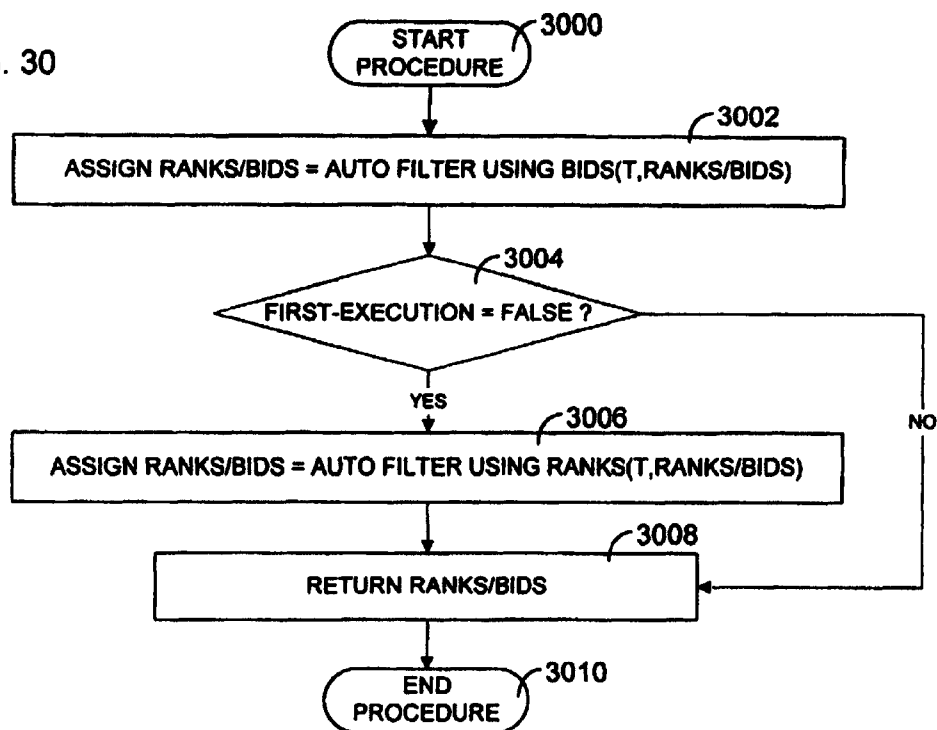 . 30
3000
START
PROCEDURE
3002
ASSIGN RANKS/BIDS = AUTO FILTER USING BIDS(T,RANKS/BIDS)
3004
FIRST-EXECUTION = FALSE ?
YES
NO
3006
ASSIGN RANKS/BIDS = AUTO FILTER USING RANKS(T,RANKS/BIDS)
3008
RETURN RANKS/BIDS
3010
END
PROCEDURE